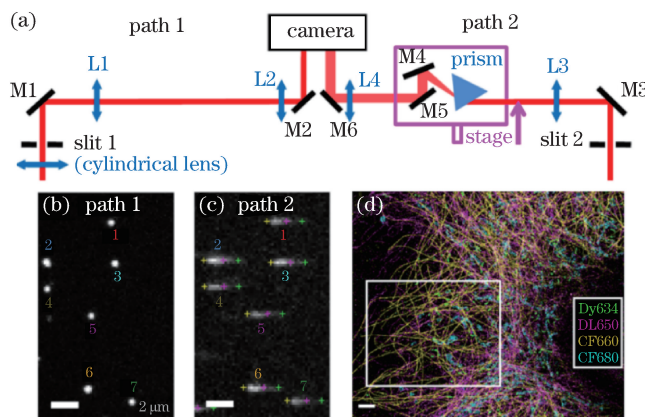 (a)
path 1
camera
path 2
M1
L1
L2
M2
M6
L4
M4
M5
prism
L3
M3
slit 1
(cylindrical lens)
stage
slit 2
(b) path 1
1
2
3
4
5
6
7
2 μm
(c) path 2
1
2
3
4
5
6
7
(d)
Dy634
DL650
CF660
CF680